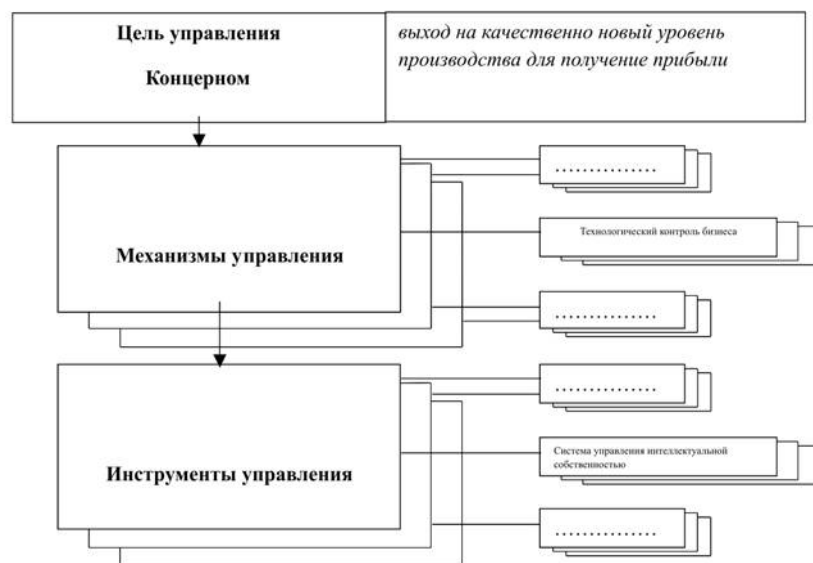 Цель управления
Концерном
выход на качественно новый уровень
производства для получение прибыли
Механизмы управления
...............
Технологический контроль бизнеса
...............
Инструменты управления
...............
Система управления интеллектуальной
собственностью
...............